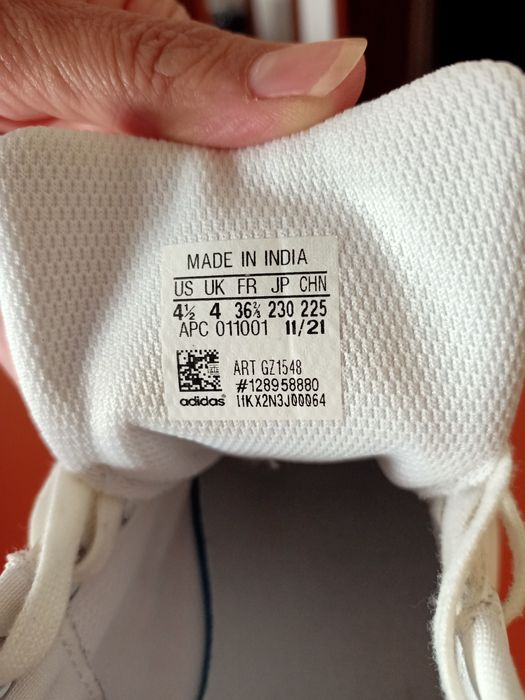 MADE IN INDIA
US UK FR JP CHN
4½ 4 36⅔ 230 225
APC 011001 11/21
ART GZ1548
#128958880
adidas I1KX2N3J00064